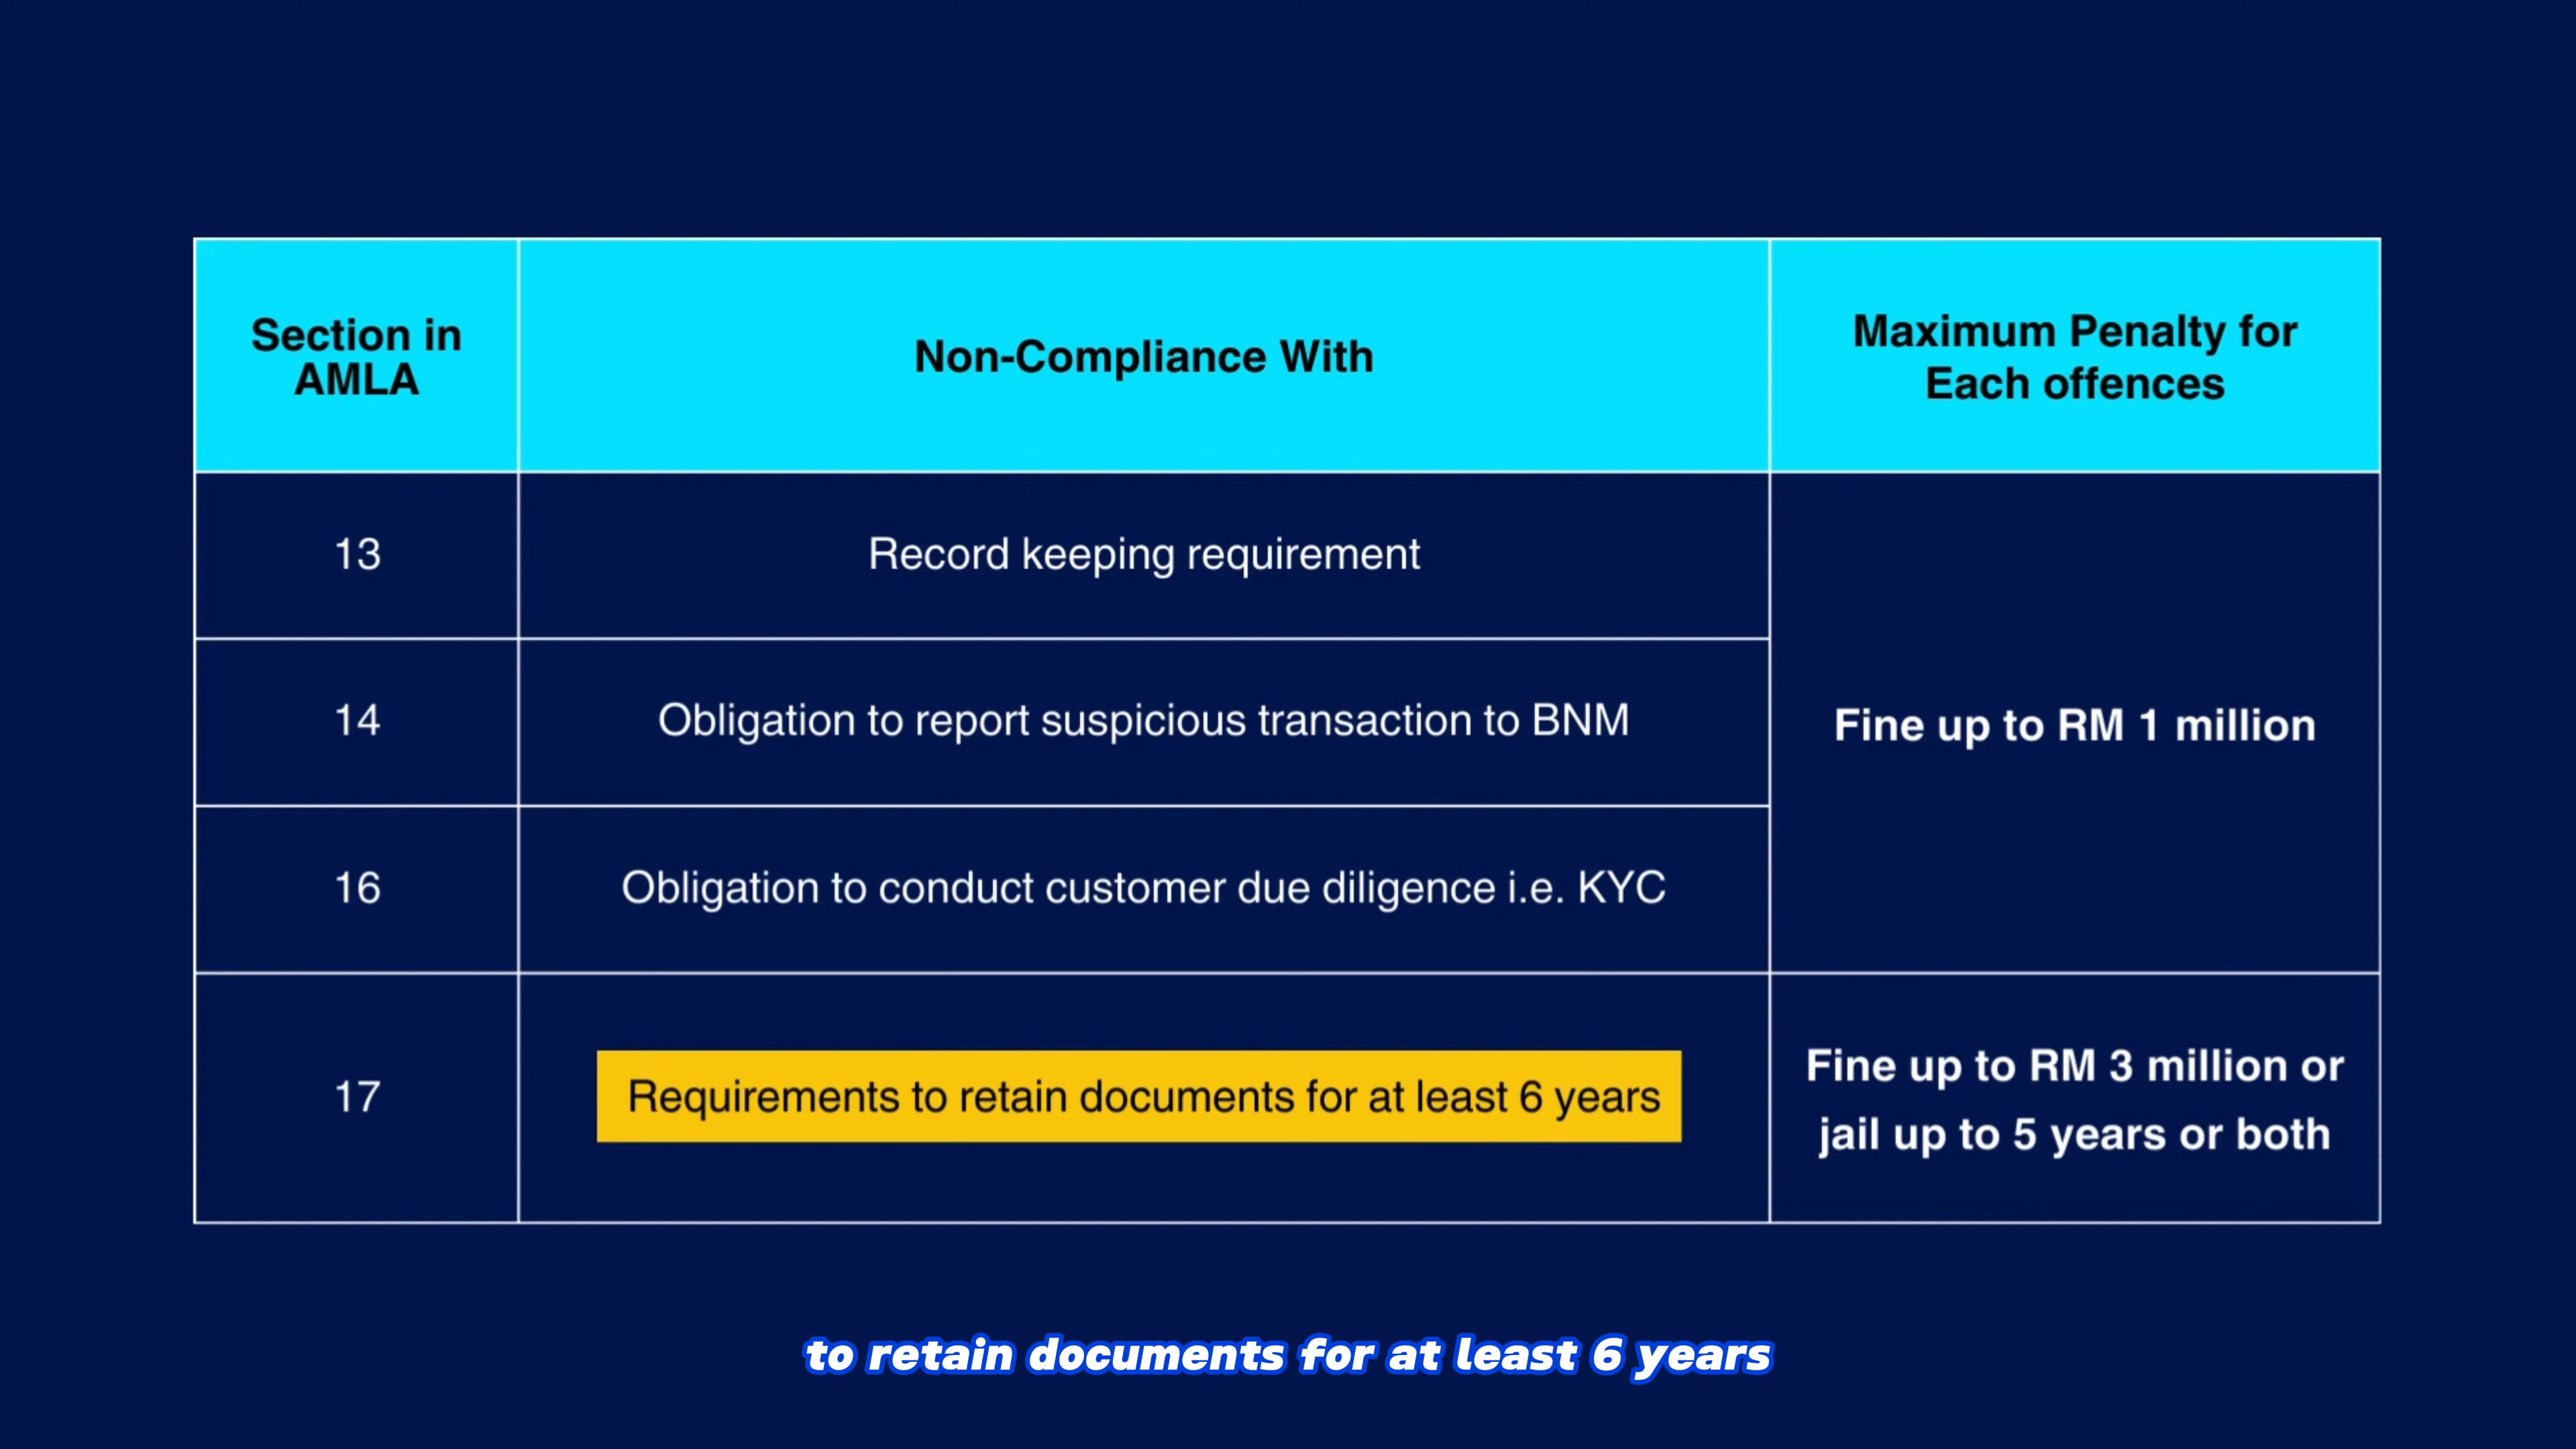 Section in
AMLA
Non-Compliance With
Maximum Penalty for
Each offences
13
Record keeping requirement
14
Obligation to report suspicious transaction to BNM
Fine up to RM 1 million
16
Obligation to conduct customer due diligence i.e. KYC
17
Requirements to retain documents for at least 6 years
Fine up to RM 3 million or
jail up to 5 years or both
to retain documents for at least 6 years